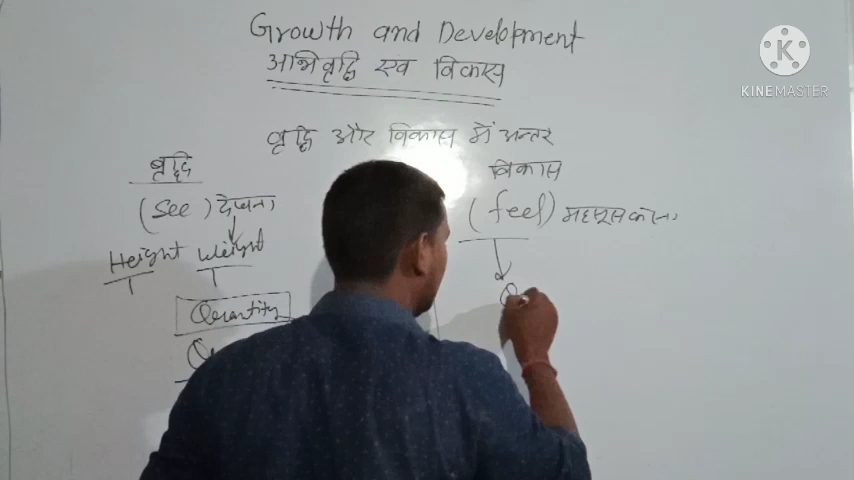 Growth and Development
अभिवृद्धि एवं विकास
वृद्धि और विकास में अन्तर
वृद्धि
(See) देखना
Height Weight
Quantity
विकास
(feel) महसूस करना
K
KINEMASTER